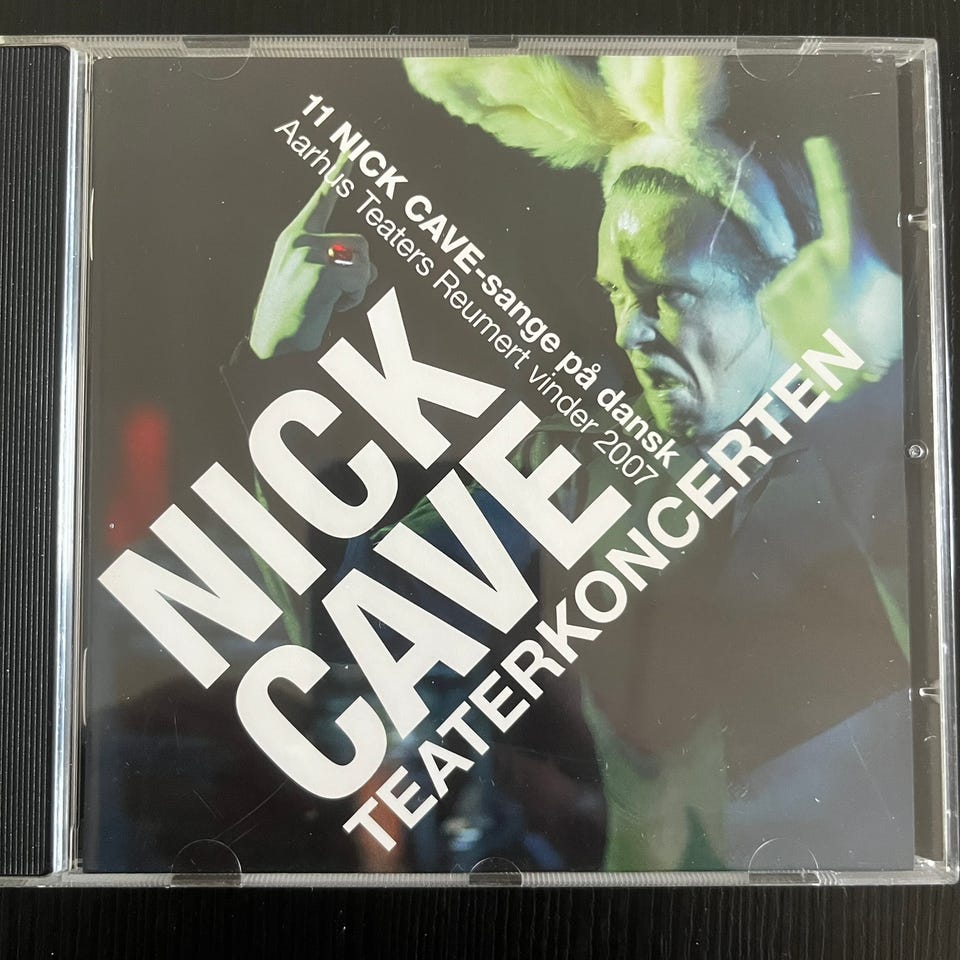 11 NICK CAVE-sange på dansk
Aarhus Teaters Reumert vinder 2007
NICK
CAVE
TEATERKONCERTEN